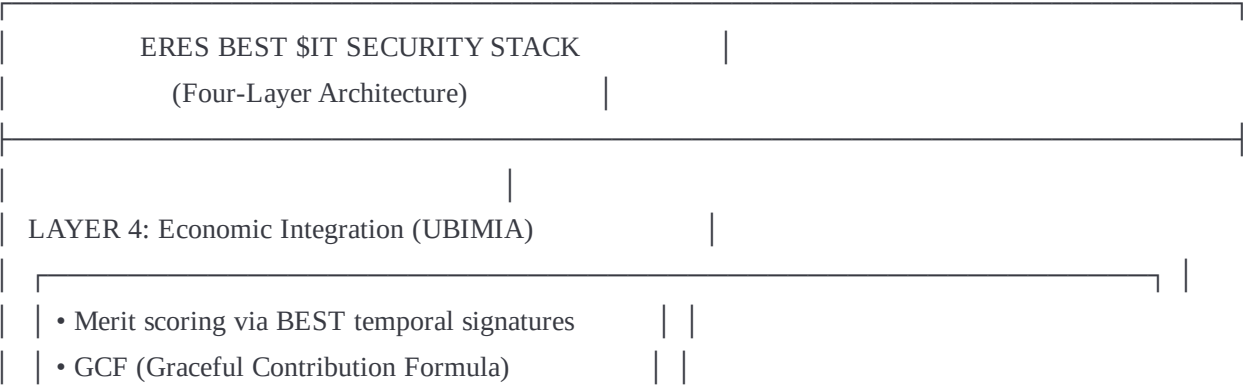 ERES BEST $IT SECURITY STACK
(Four-Layer Architecture)
LAYER 4: Economic Integration (UBIMIA)
• Merit scoring via BEST temporal signatures
• GCF (Graceful Contribution Formula)